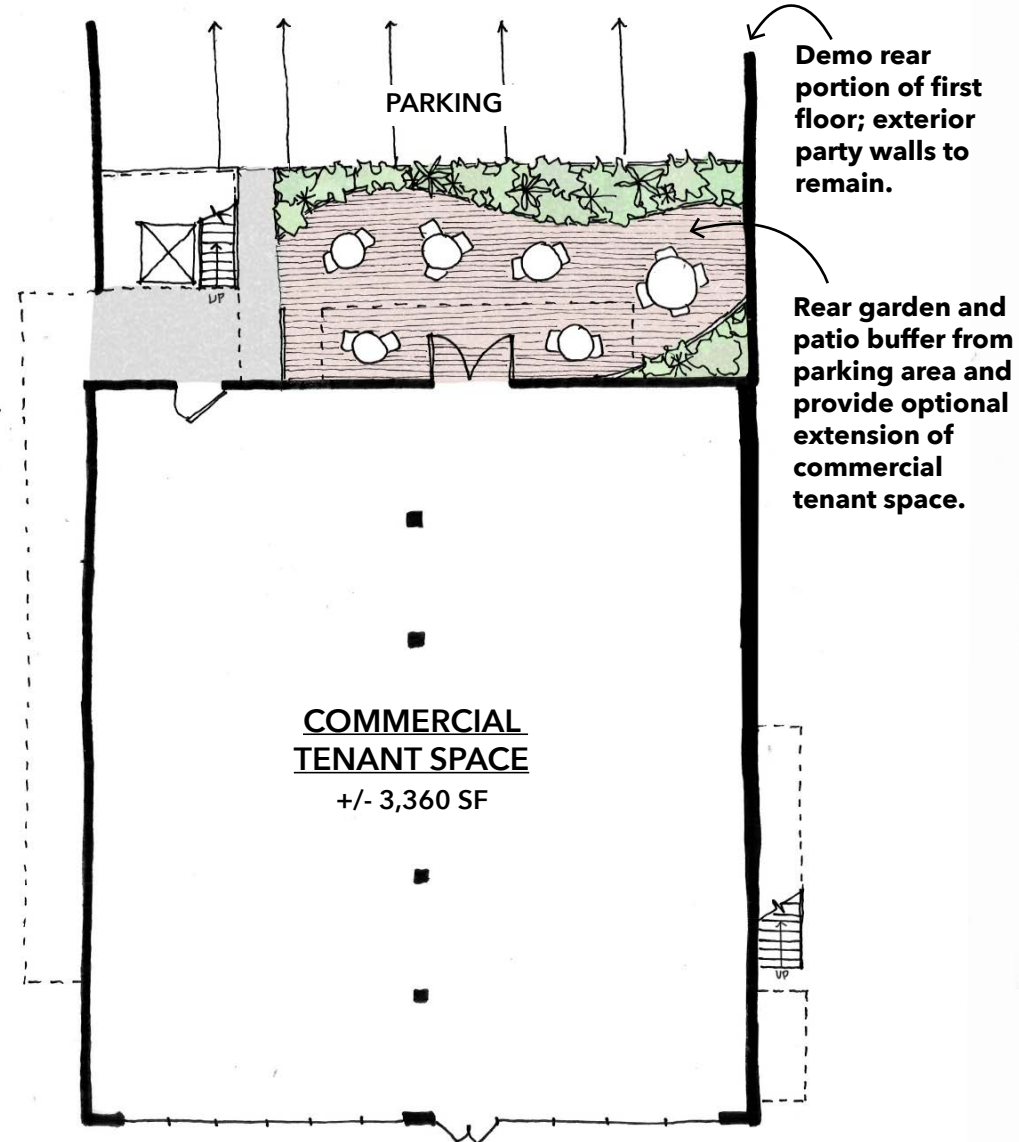 PARKING
Demo rear
portion of first
floor; exterior
party walls to
remain.
UP
Rear garden and
patio buffer from
parking area and
provide optional
extension of
commercial
tenant space.
COMMERCIAL
TENANT SPACE
+/- 3,360 SF
UP